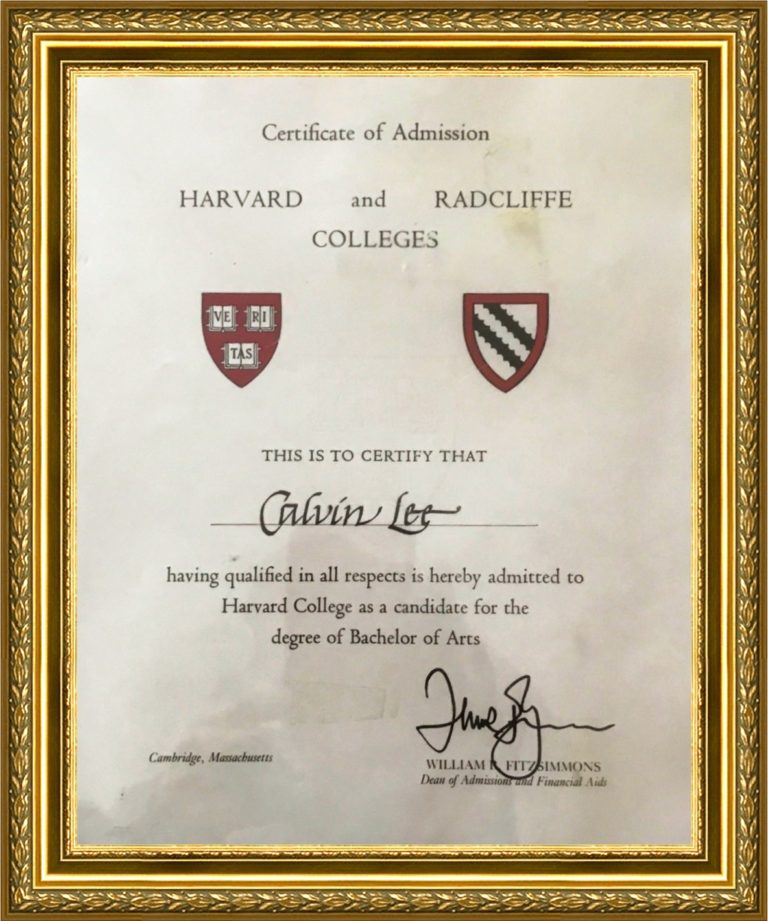 Certificate of Admission
HARVARD and RADCLIFFE
COLLEGES
VE RI
TAS
THIS IS TO CERTIFY THAT
Calvin Lee
having qualified in all respects is hereby admitted to
Harvard College as a candidate for the
degree of Bachelor of Arts
Cambridge, Massachusetts
WILLIAM R. FITZSIMMONS
Dean of Admissions and Financial Aids